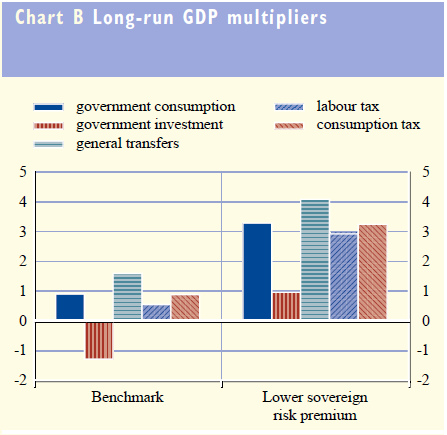 Chart B Long-run GDP multipliers
government consumption
government investment
general transfers
labour tax
consumption tax
5 5
4 4
3 3
2 2
1 1
0 0
-1 -1
-2 -2
Benchmark Lower sovereign
risk premium